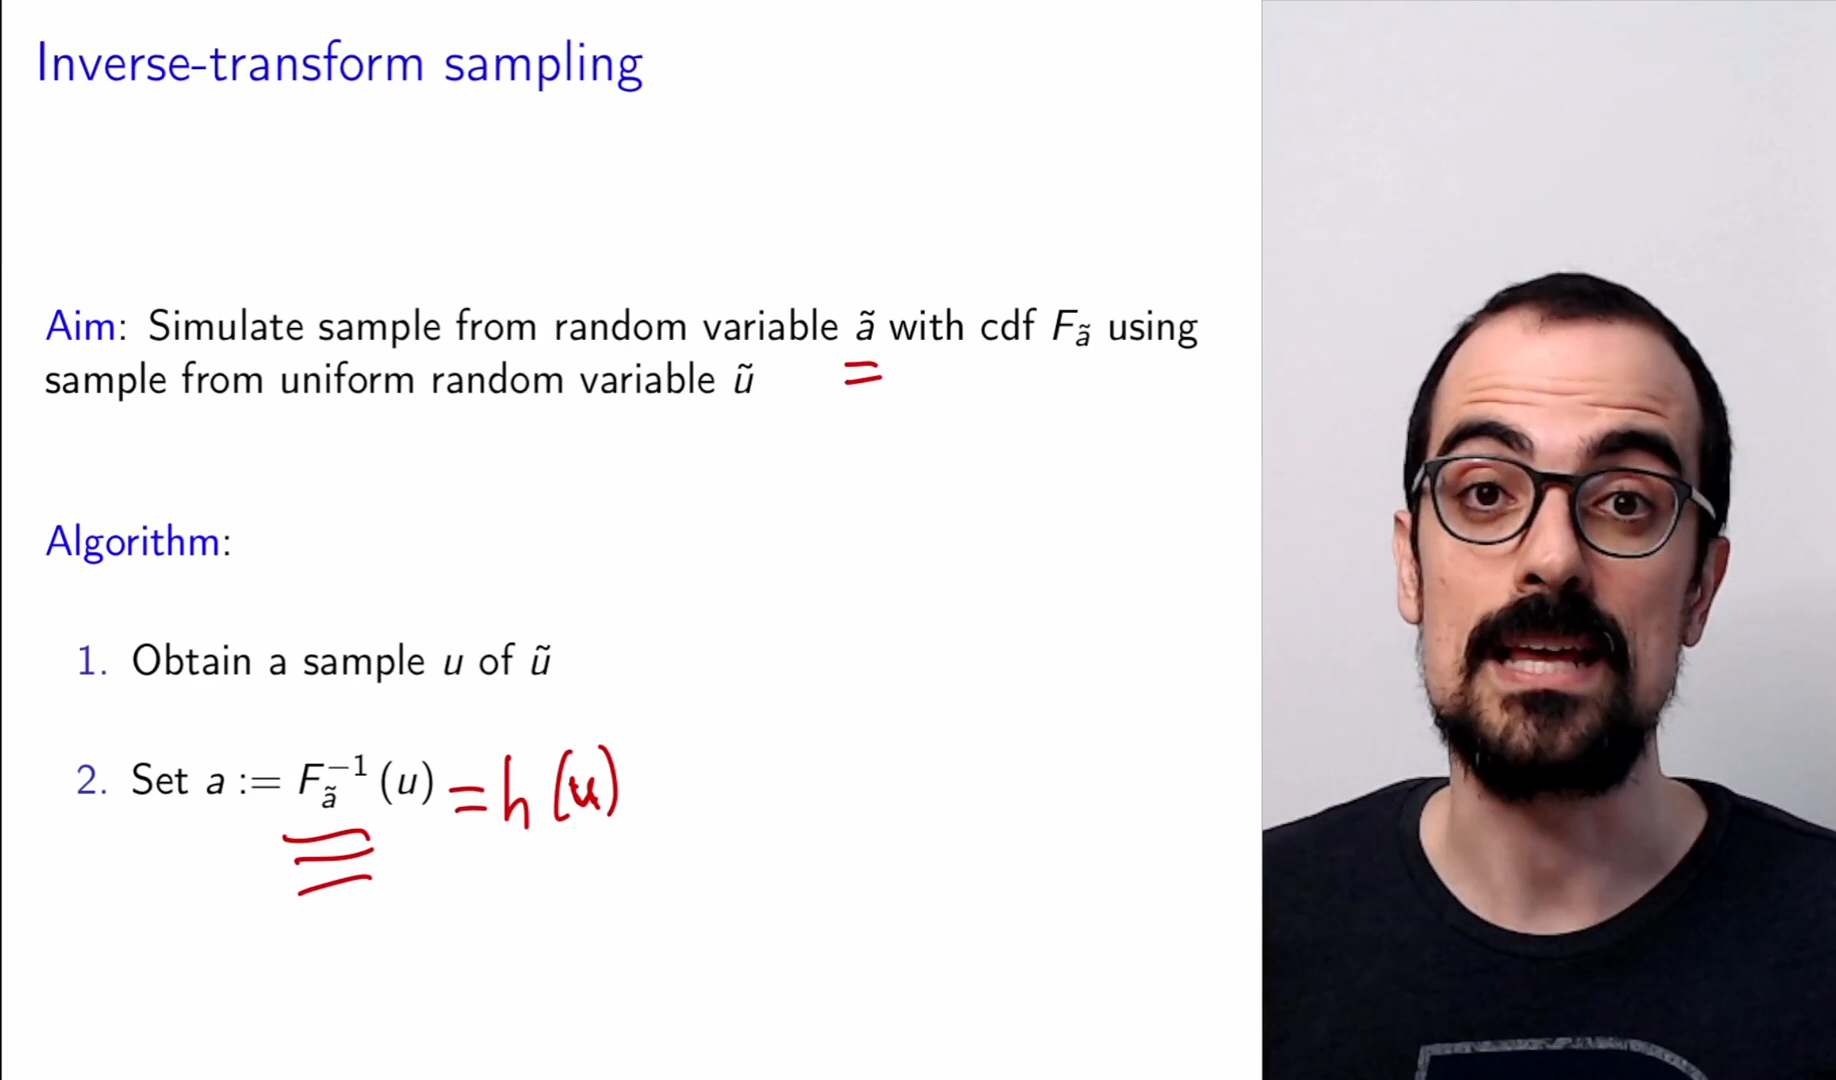 Inverse-transform sampling
Aim: Simulate sample from random variable ã with cdf F_ã using
sample from uniform random variable ũ
Algorithm:
1. Obtain a sample u of ũ
2. Set a := F_ã^{-1}(u) = h(u)